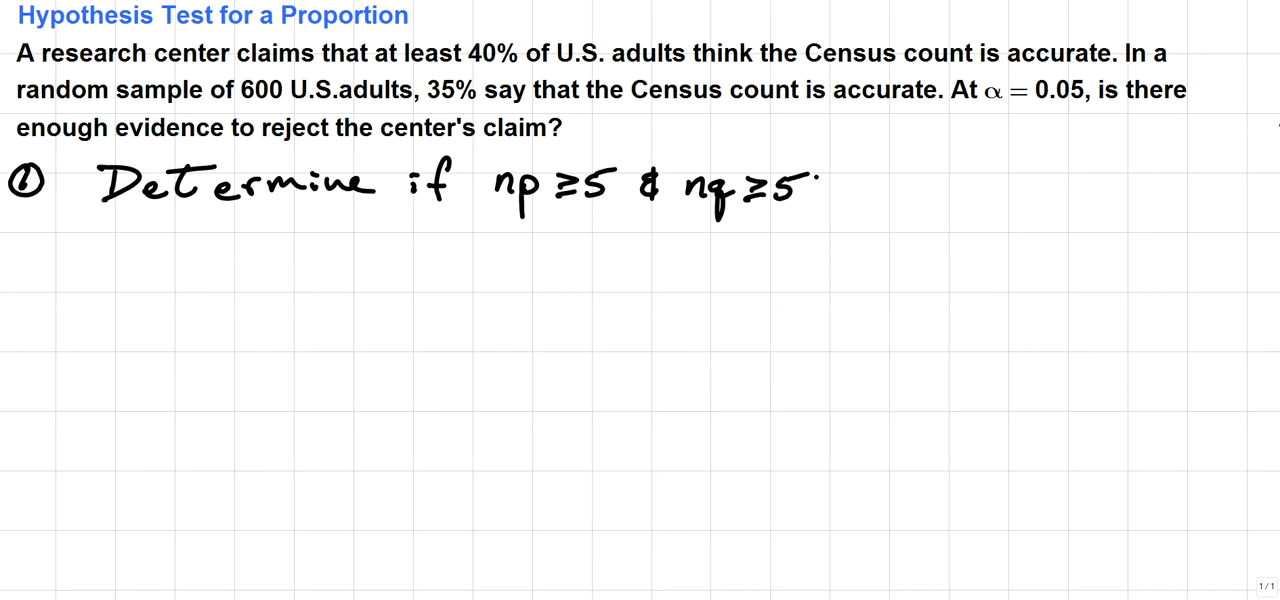 Hypothesis Test for a Proportion
A research center claims that at least 40% of U.S. adults think the Census count is accurate. In a
random sample of 600 U.S.adults, 35% say that the Census count is accurate. At α = 0.05, is there
enough evidence to reject the center's claim?
① Determine if np ≥ 5 & nq ≥ 5.
1/1